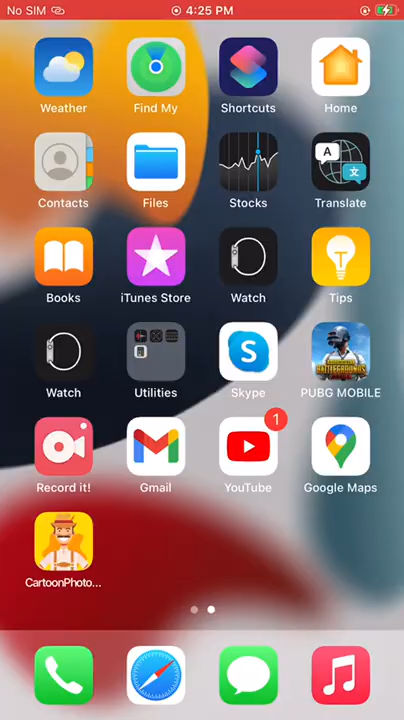 No SIM 4:25 PM
Weather Find My Shortcuts Home
A
文
Contacts Files Stocks Translate
Books iTunes Store Watch Tips
S
Watch Utilities Skype PUBG MOBILE
1
Record it! Gmail YouTube Google Maps
CartoonPhoto...